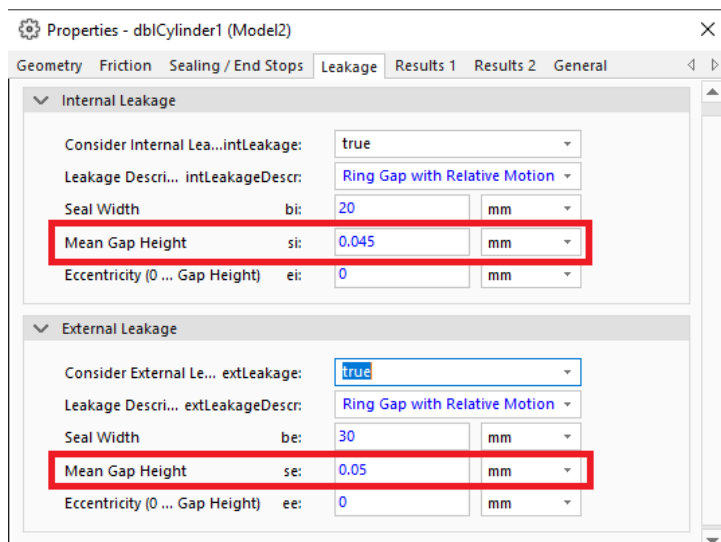 Properties - dblCylinder1 (Model2)
Geometry Friction Sealing / End Stops Leakage Results 1 Results 2 General
Internal Leakage
Consider Internal Lea...intLeakage: true
Leakage Descri... intLeakageDescr: Ring Gap with Relative Motion
Seal Width bi: 20 mm
Mean Gap Height si: 0.045 mm
Eccentricity (0 ... Gap Height) ei: 0 mm
External Leakage
Consider External Le... extLeakage: true
Leakage Descri... extLeakageDescr: Ring Gap with Relative Motion
Seal Width be: 30 mm
Mean Gap Height se: 0.05 mm
Eccentricity (0 ... Gap Height) ee: 0 mm